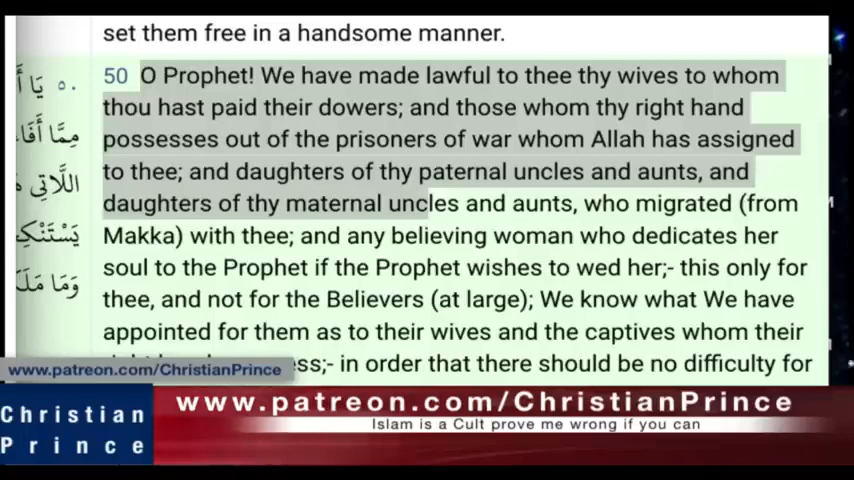 set them free in a handsome manner.
50 O Prophet! We have made lawful to thee thy wives to whom
thou hast paid their dowers; and those whom thy right hand
possesses out of the prisoners of war whom Allah has assigned
to thee; and daughters of thy paternal uncles and aunts, and
daughters of thy maternal uncles and aunts, who migrated (from
Makka) with thee; and any believing woman who dedicates her
soul to the Prophet if the Prophet wishes to wed her;- this only for
thee, and not for the Believers (at large); We know what We have
appointed for them as to their wives and the captives whom their
in order that there should be no difficulty for
٥٠ يَا
مِمَّا
اللَّاتِي
وَمَا
www.patreon.com/ChristianPrince
Christian
Prince
www.patreon.com/ChristianPrince
Islam is a Cult prove me wrong if you can